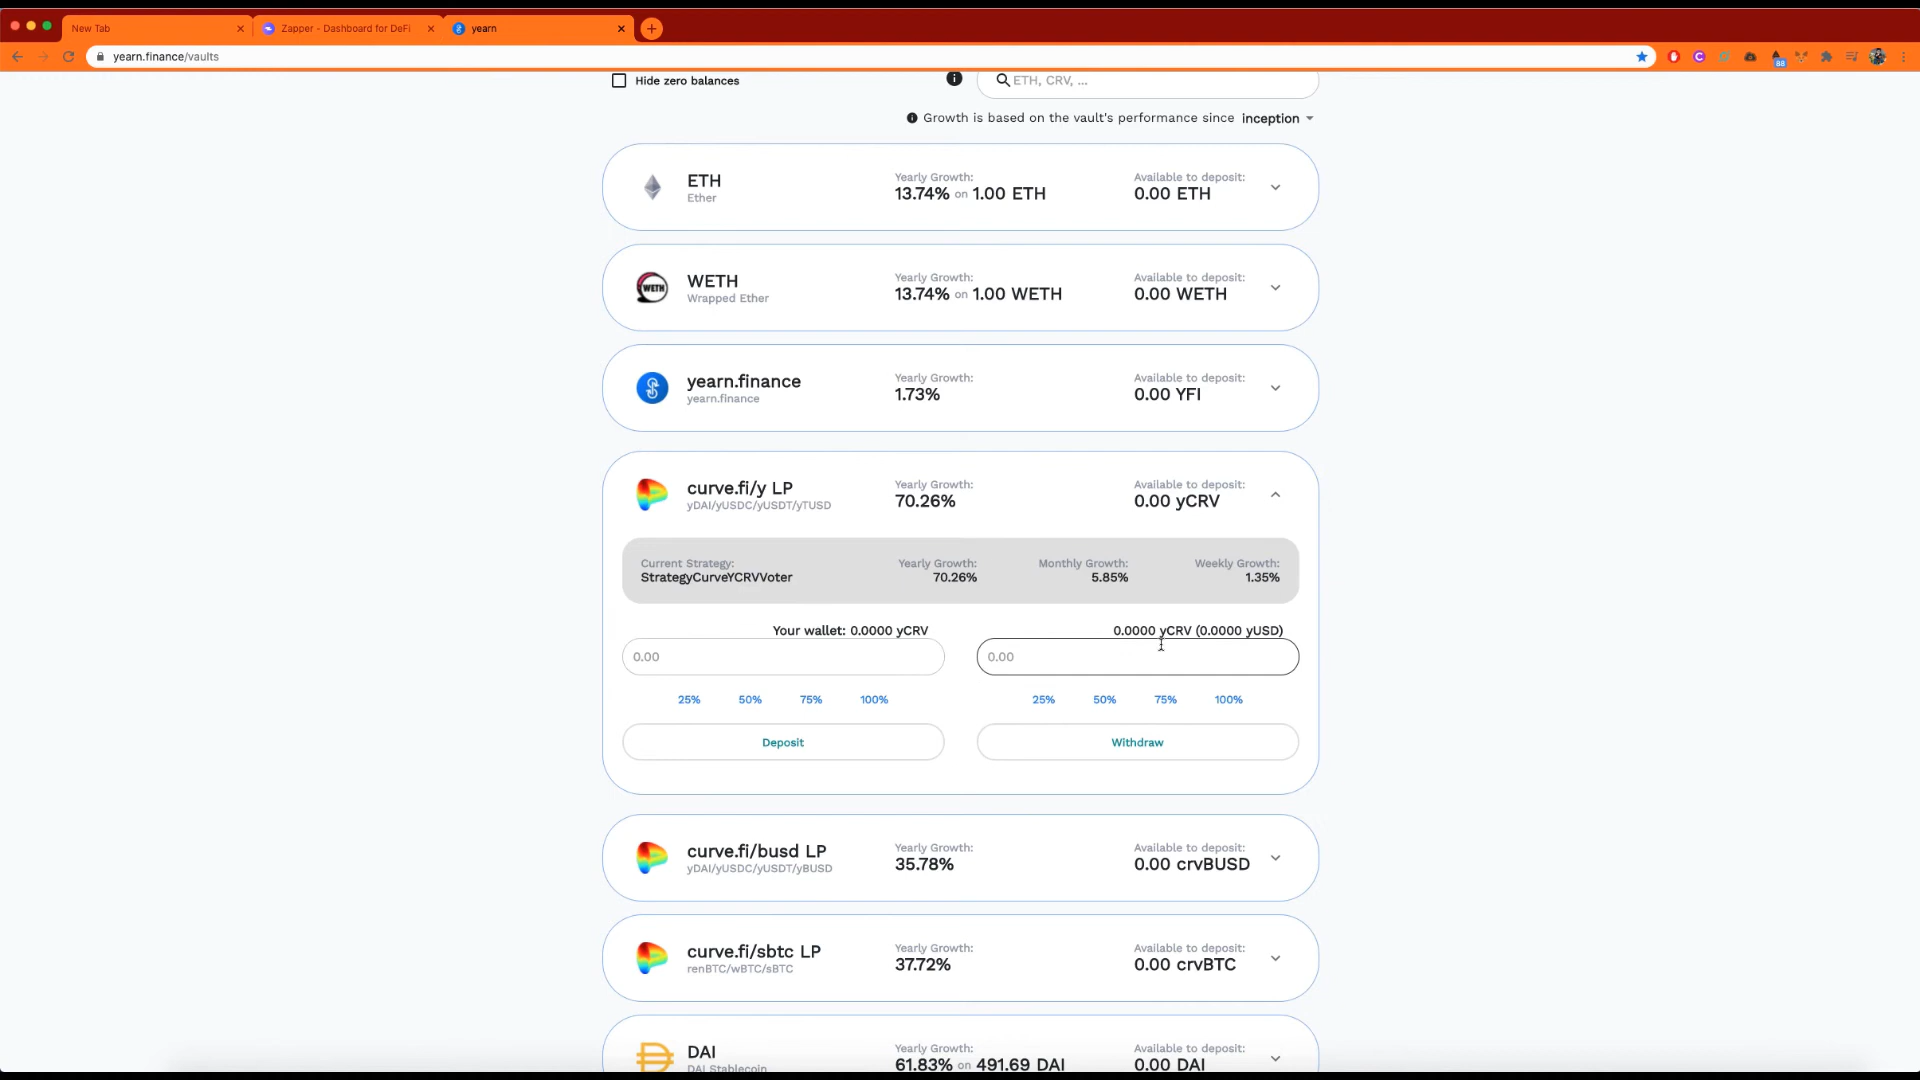 New Tab
Zapper - Dashboard for DeFi
yearn
yearn.finance/vaults
88
Hide zero balances
ETH, CRV, ...
Growth is based on the vault's performance since inception
ETH
Ether
Yearly Growth:
13.74% on 1.00 ETH
Available to deposit:
0.00 ETH
WETH
WETH
Wrapped Ether
Yearly Growth:
13.74% on 1.00 WETH
Available to deposit:
0.00 WETH
yearn.finance
yearn.finance
Yearly Growth:
1.73%
Available to deposit:
0.00 YFI
curve.fi/y LP
yDAI/yUSDC/yUSDT/yTUSD
Yearly Growth:
70.26%
Available to deposit:
0.00 yCRV
Current Strategy:
StrategyCurveYCRVVoter
Yearly Growth:
70.26%
Monthly Growth:
5.85%
Weekly Growth:
1.35%
Your wallet: 0.0000 yCRV
0.00
25% 50% 75% 100%
Deposit
0.0000 yCRV (0.0000 yUSD)
0.00
25% 50% 75% 100%
Withdraw
curve.fi/busd LP
yDAI/yUSDC/yUSDT/yBUSD
Yearly Growth:
35.78%
Available to deposit:
0.00 crvBUSD
curve.fi/sbtc LP
renBTC/wBTC/sBTC
Yearly Growth:
37.72%
Available to deposit:
0.00 crvBTC
DAI
DAI Stablecoin
Yearly Growth:
61.83% on 491.69 DAI
Available to deposit:
0.00 DAI